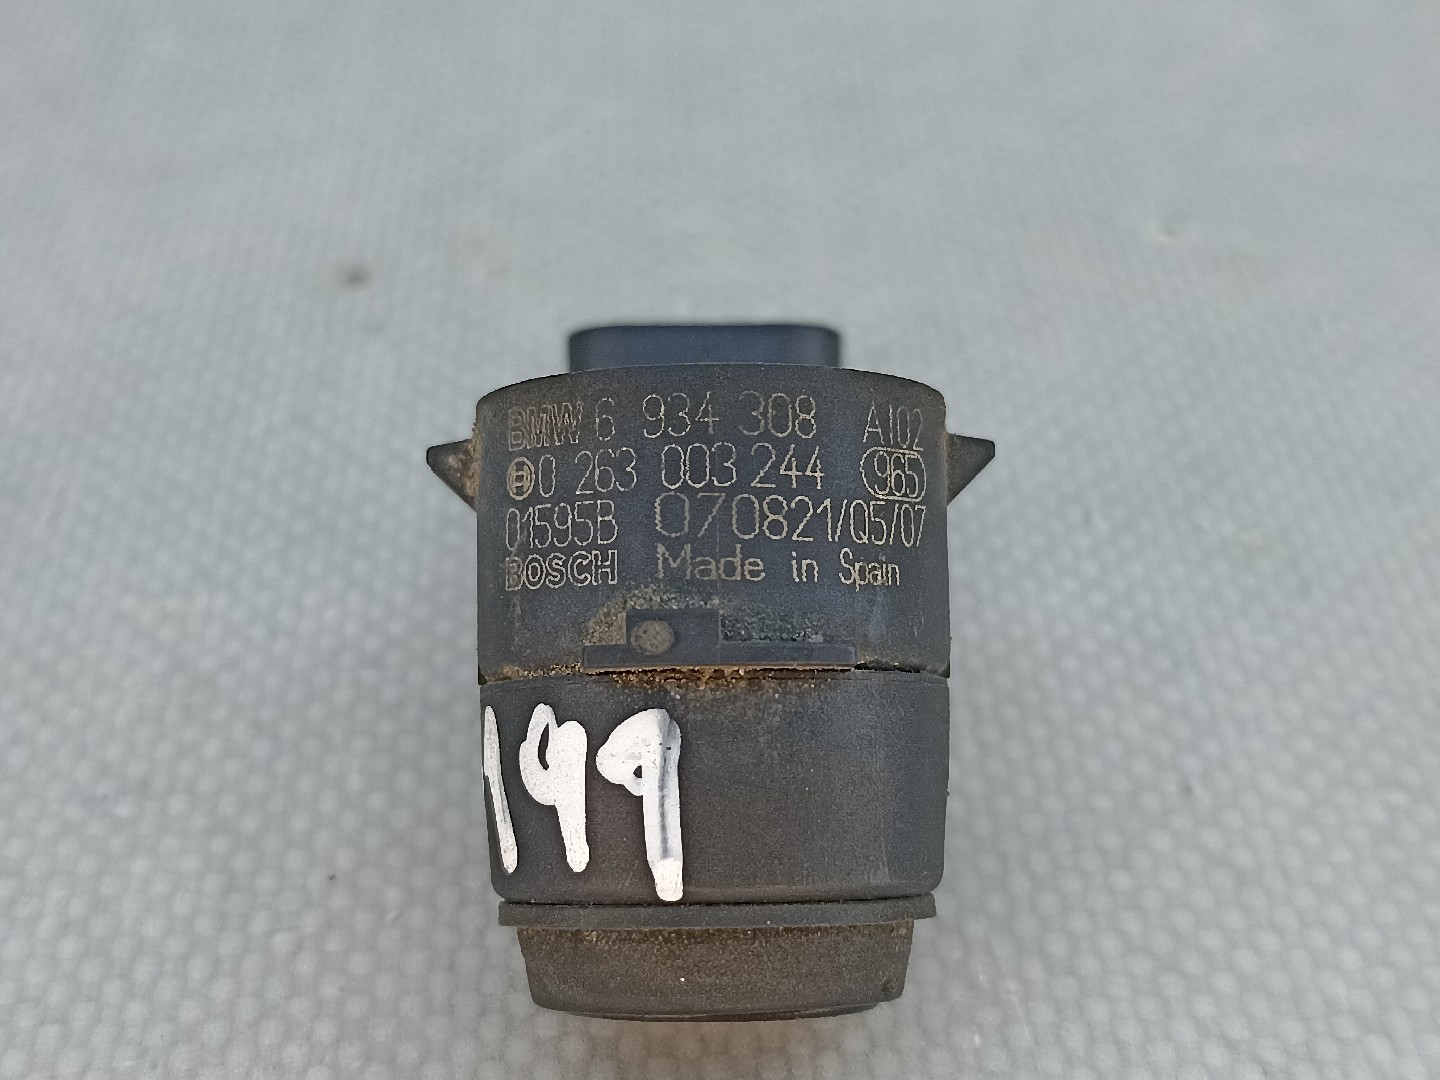 BMW 6 934 308 A102
0 263 003 244 965
01595B 070821/Q5/07
BOSCH Made in Spain
199